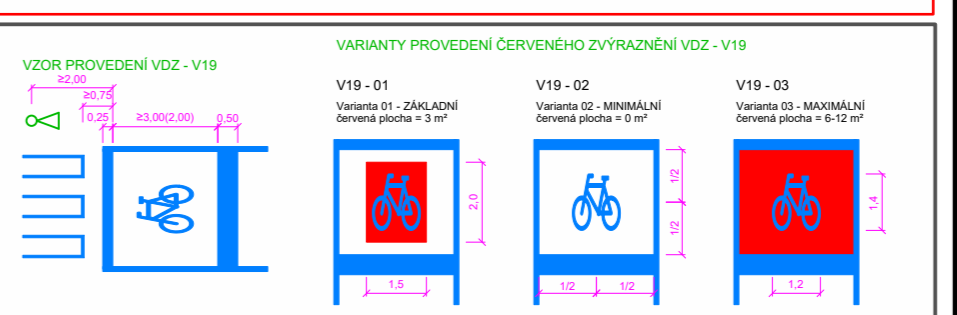 VARIANTY PROVEDENÍ ČERVENÉHO ZVÝRAZNĚNÍ VDZ - V19
VZOR PROVEDENÍ VDZ - V19
≥2,00
≥0,75
0,25
≥3,00(2,00)
0,50
V19 - 01
Varianta 01 - ZÁKLADNÍ
červená plocha = 3 m²
2,0
1,5
V19 - 02
Varianta 02 - MINIMÁLNÍ
červená plocha = 0 m²
1/2
1/2
1/2
1/2
V19 - 03
Varianta 03 - MAXIMÁLNÍ
červená plocha = 6-12 m²
1,4
1,2